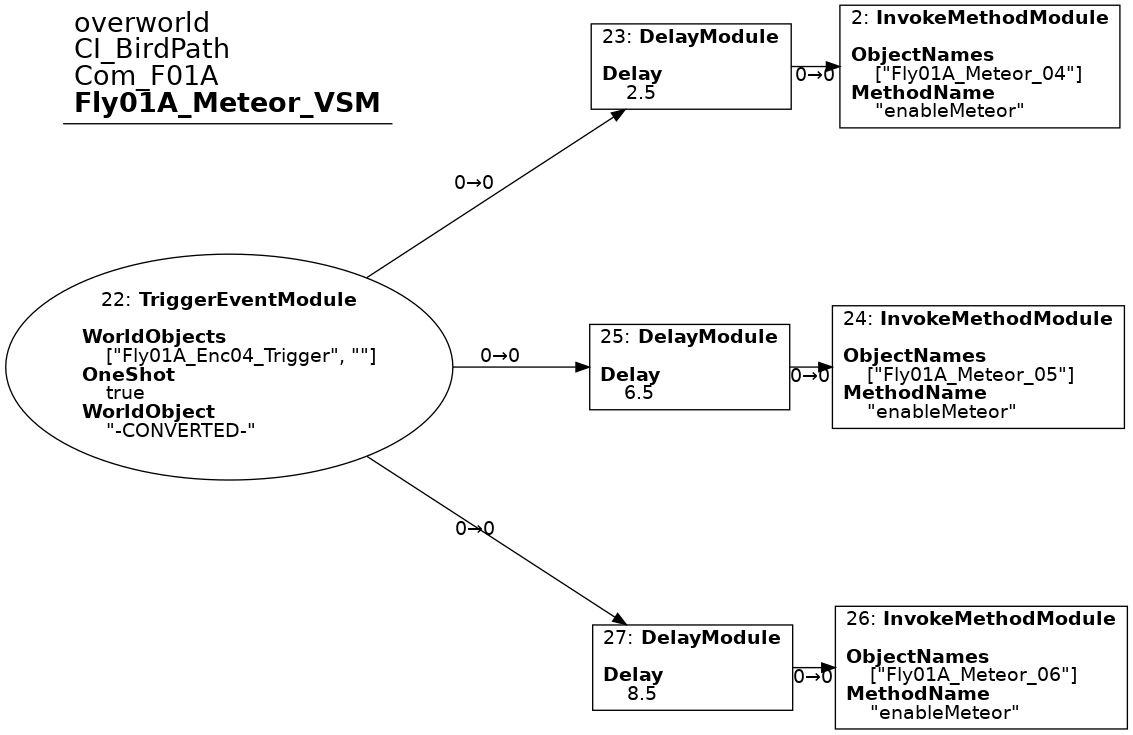 overworld
CI_BirdPath
Com_F01A
Fly01A_Meteor_VSM
23: DelayModule
Delay
2.5
0→0
2: InvokeMethodModule
ObjectNames
["Fly01A_Meteor_04"]
MethodName
"enableMeteor"
0→0
22: TriggerEventModule
WorldObjects
["Fly01A_Enc04_Trigger", ""]
OneShot
true
WorldObject
"-CONVERTED-"
0→0
25: DelayModule
Delay
6.5
0→0
24: InvokeMethodModule
ObjectNames
["Fly01A_Meteor_05"]
MethodName
"enableMeteor"
0→0
27: DelayModule
Delay
8.5
0→0
26: InvokeMethodModule
ObjectNames
["Fly01A_Meteor_06"]
MethodName
"enableMeteor"